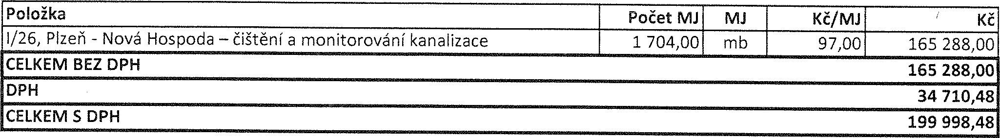 Položka Počet MJ MJ Kč/MJ Kč
I/26, Plzeň - Nová Hospoda – čištění a monitorování kanalizace 1 704,00 mb 97,00 165 288,00
CELKEM BEZ DPH 165 288,00
DPH 34 710,48
CELKEM S DPH 199 998,48